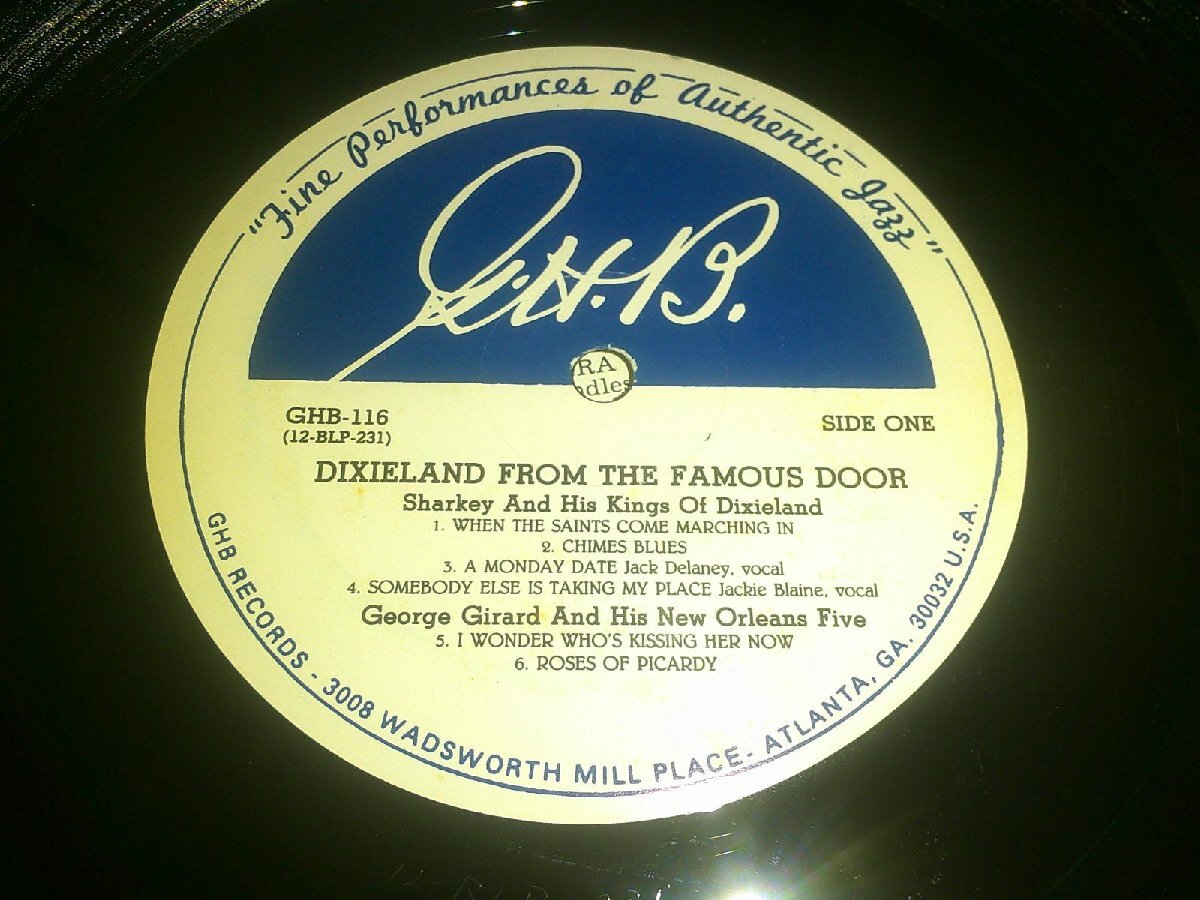 "Fine Performances of Authentic Jazz"
G.H.B.
RA
GHB-116
SIDE ONE
(12-BLP-231)
DIXIELAND FROM THE FAMOUS DOOR
Sharkey And His Kings Of Dixieland
1. WHEN THE SAINTS COME MARCHING IN
2. CHIMES BLUES
3. A MONDAY DATE Jack Delaney, vocal
4. SOMEBODY ELSE IS TAKING MY PLACE Jackie Blaine, vocal
George Girard And His New Orleans Five
5. I WONDER WHO'S KISSING HER NOW
6. ROSES OF PICARDY
GHB RECORDS - 3008 WADSWORTH MILL PLACE - ATLANTA, GA. 30032 U.S.A.